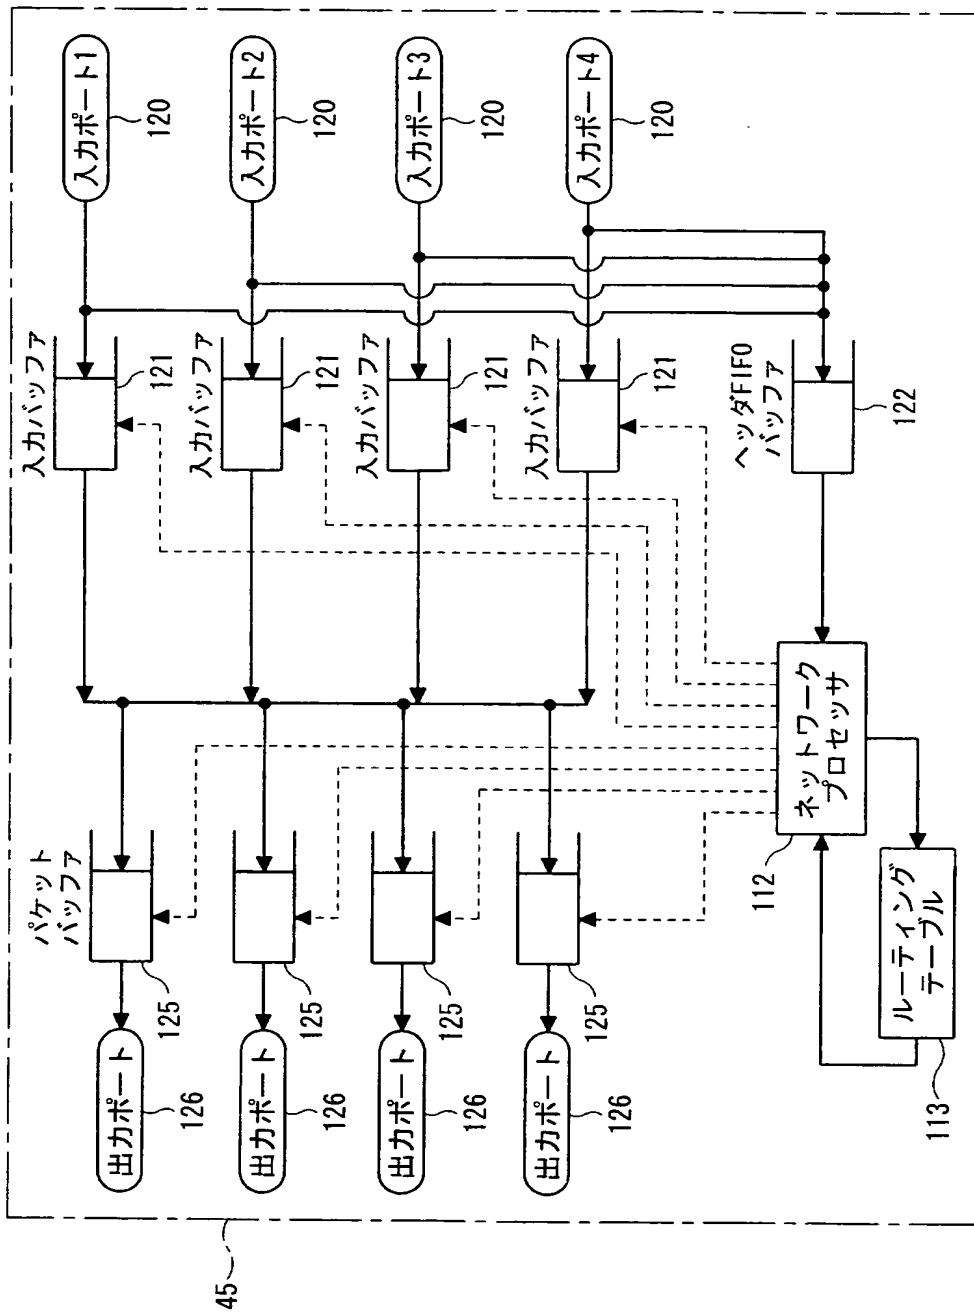 入力ポート1
120
入力ポート2
120
入力ポート3
120
入力ポート4
120
入力バッファ
121
入力バッファ
121
入力バッファ
121
入力バッファ
121
ヘッダFIFO
バッファ
122
ネットワーク
プロセッサ
112
ルーティング
テーブル
113
パケット
バッファ
125
125
125
125
出力ポート
126
出力ポート
126
出力ポート
126
出力ポート
126
45